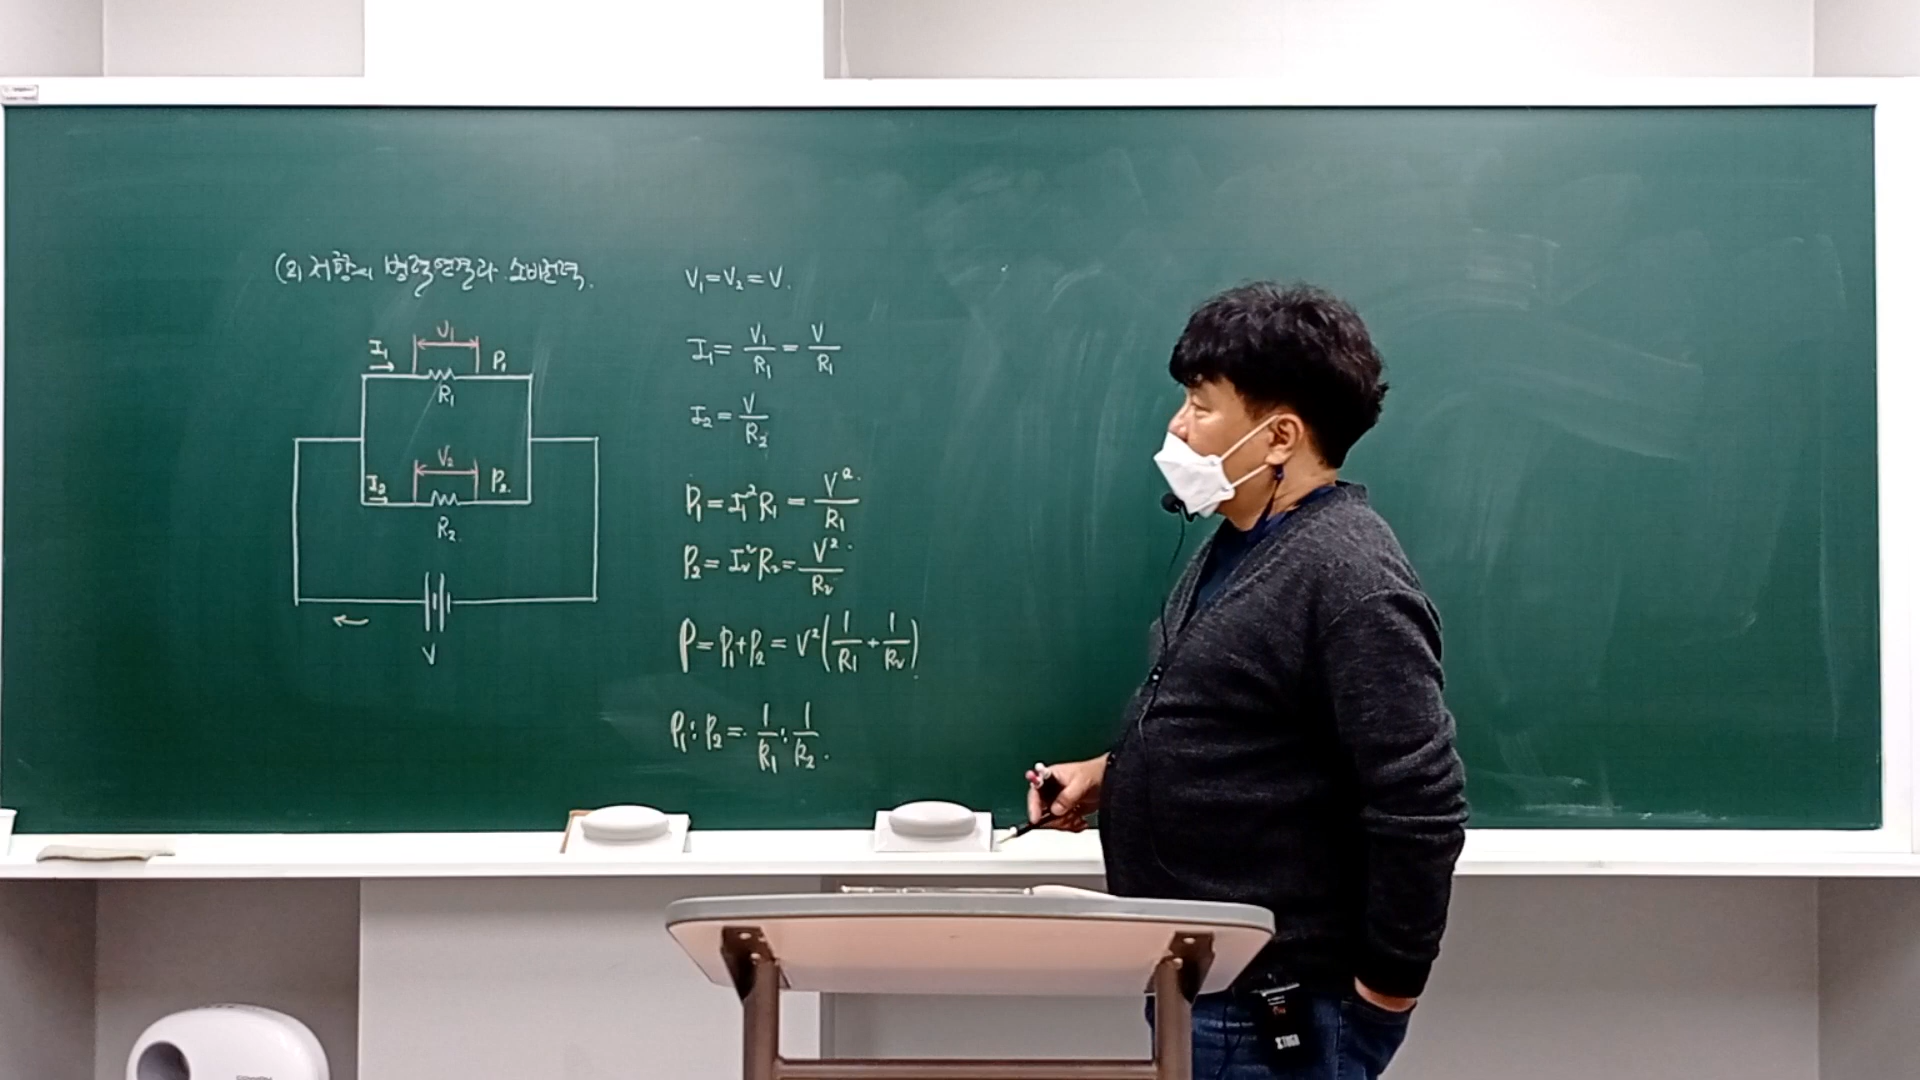 (2) 저항의 병렬연결과 소비전력.
V₁=V₂=V.
I₁ = V₁/R₁ = V/R₁
I₂ = V/R₂
P₁ = I₁²R₁ = V²/R₁
P₂ = I₂²R₂ = V²/R₂
P = P₁+P₂ = V²(1/R₁ + 1/R₂)
P₁ : P₂ = 1/R₁ : 1/R₂.
V₁
I₁
P₁
R₁
V₂
I₂
P₂
R₂
V